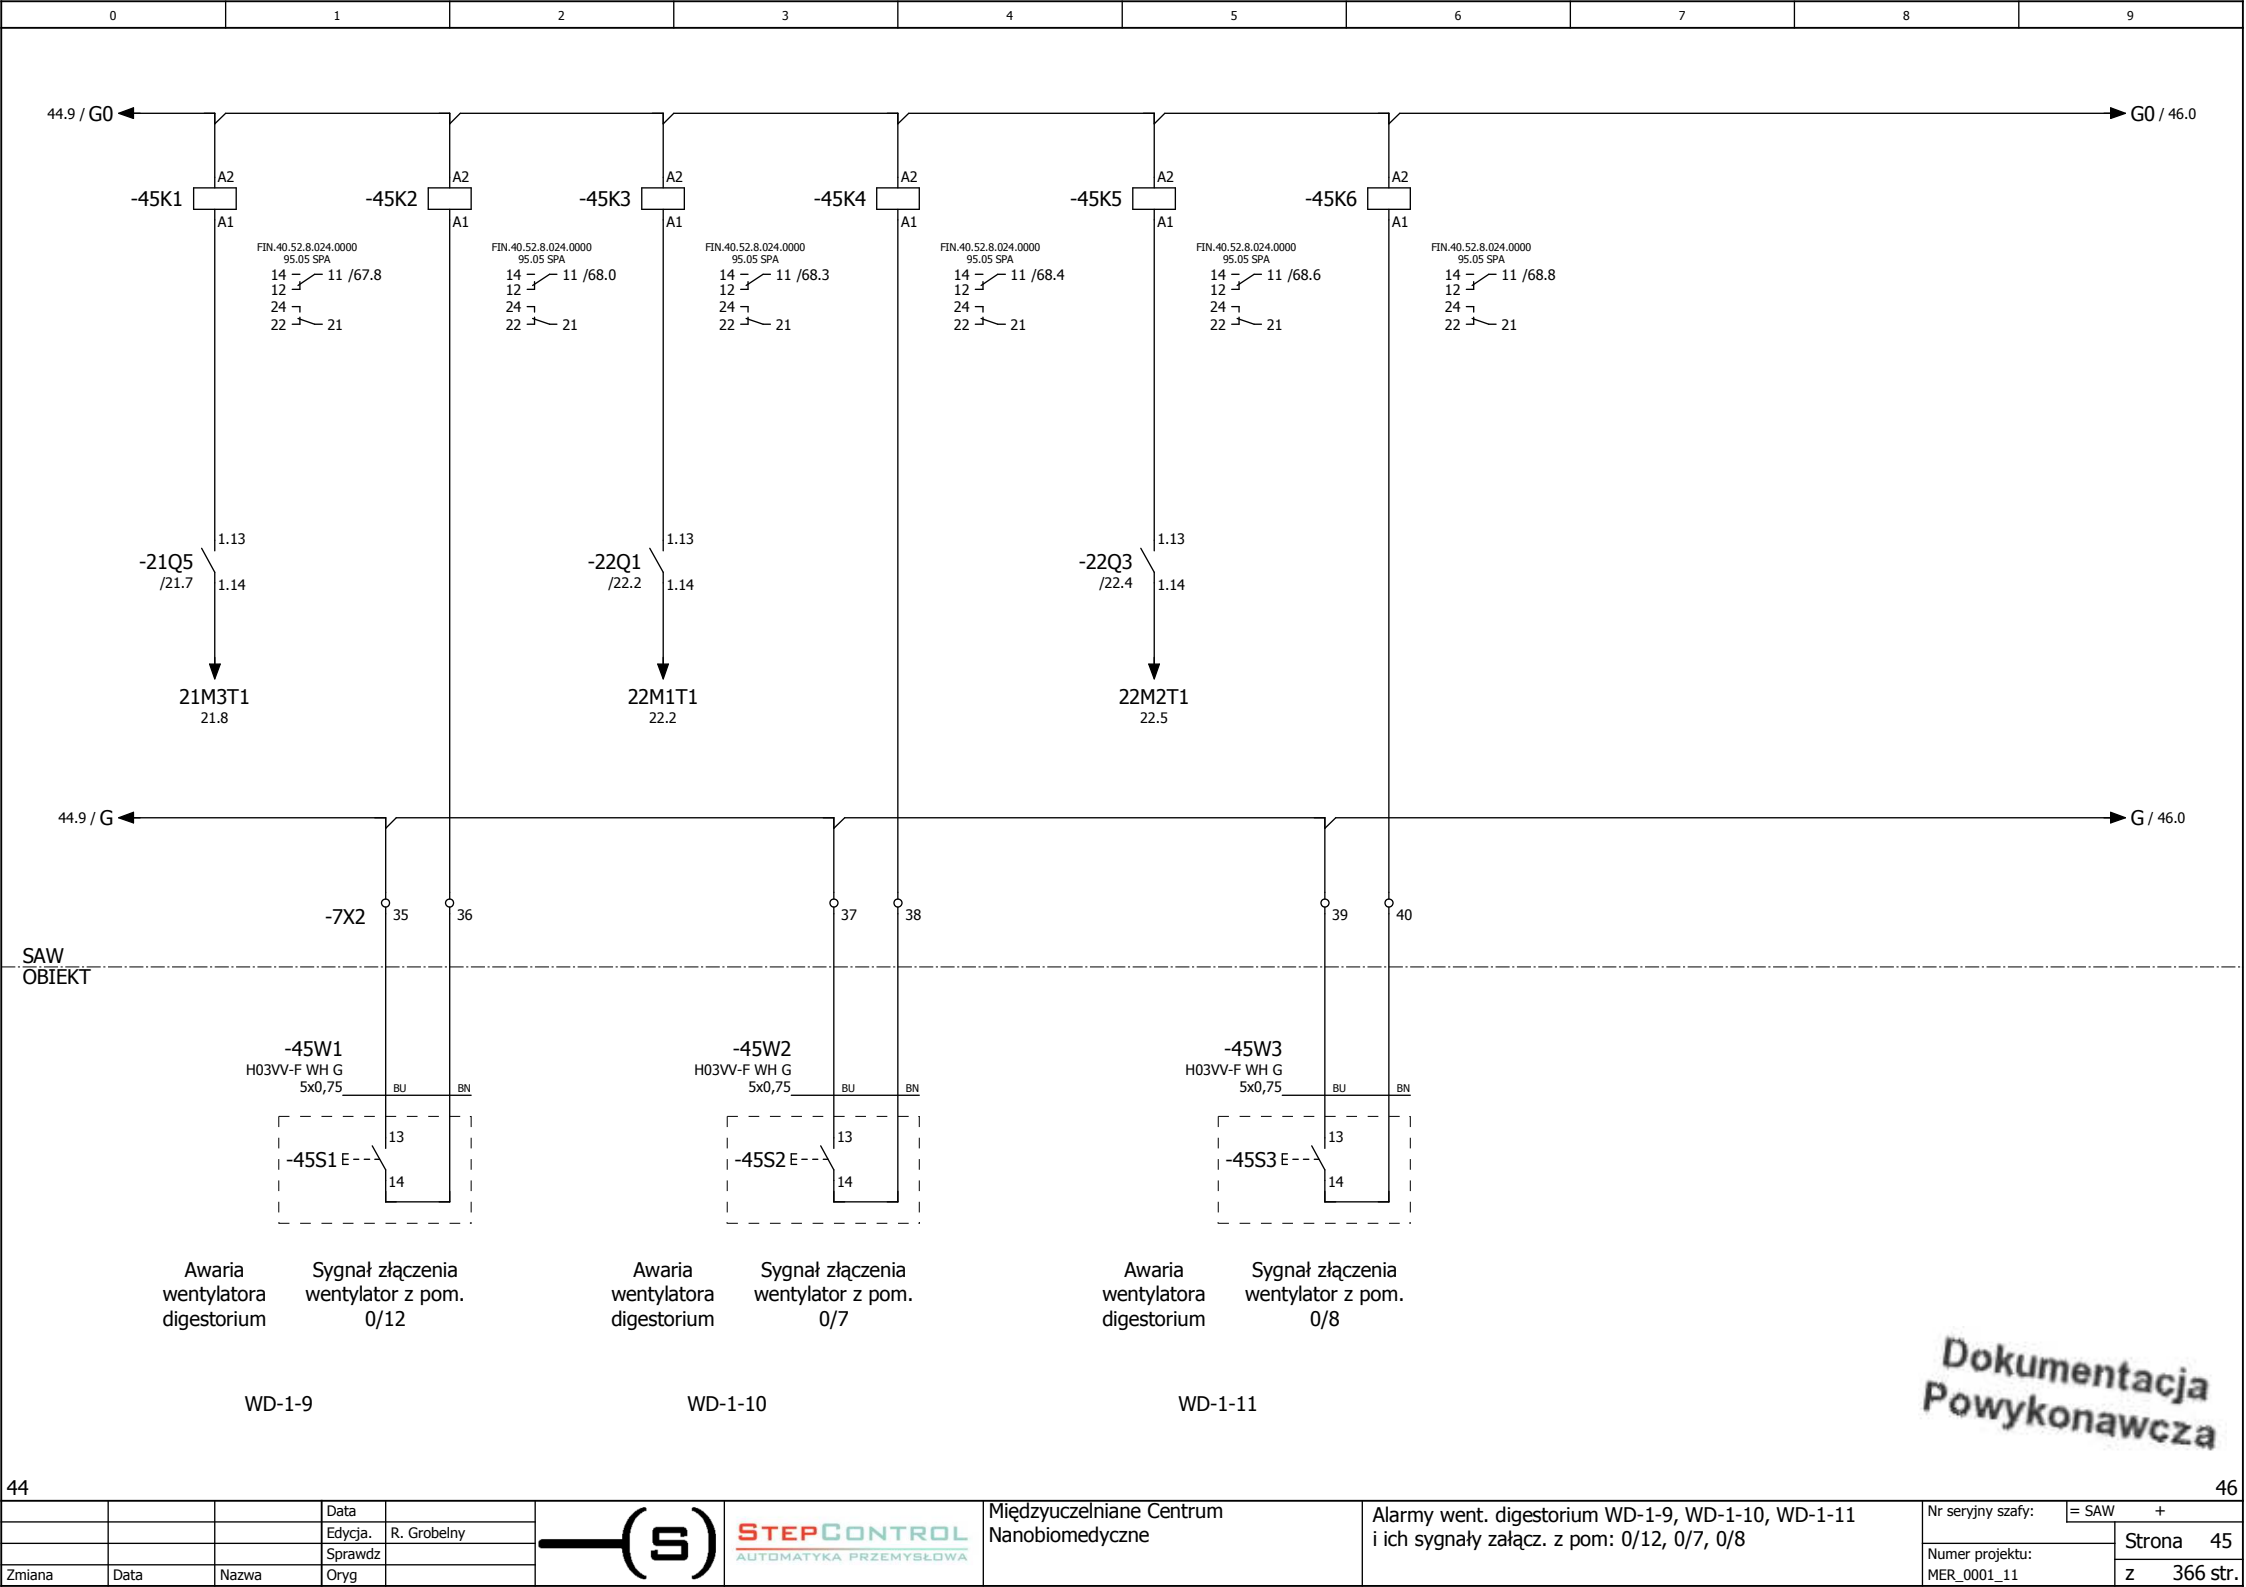 0 1 2 3 4 5 6 7 8 9
44.9 / G0
G0 / 46.0
-45K1 A2 A1
-45K2 A2 A1
-45K3 A2 A1
-45K4 A2 A1
-45K5 A2 A1
-45K6 A2 A1
FIN.40.52.8.024.0000
95.05 SPA
14 11 /67.8
12
24
22 21
FIN.40.52.8.024.0000
95.05 SPA
14 11 /68.0
12
24
22 21
FIN.40.52.8.024.0000
95.05 SPA
14 11 /68.3
12
24
22 21
FIN.40.52.8.024.0000
95.05 SPA
14 11 /68.4
12
24
22 21
FIN.40.52.8.024.0000
95.05 SPA
14 11 /68.6
12
24
22 21
FIN.40.52.8.024.0000
95.05 SPA
14 11 /68.8
12
24
22 21
1.13
-21Q5
/21.7
1.14
21M3T1
21.8
1.13
-22Q1
/22.2
1.14
22M1T1
22.2
1.13
-22Q3
/22.4
1.14
22M2T1
22.5
44.9 / G
G / 46.0
-7X2 35 36 37 38 39 40
SAW
OBIEKT
-45W1
H03VV-F WH G
5x0,75 BU BN
13
-45S1
14
-45W2
H03VV-F WH G
5x0,75 BU BN
13
-45S2
14
-45W3
H03VV-F WH G
5x0,75 BU BN
13
-45S3
14
Awaria
wentylatora
digestorium
Sygnał złączenia
wentylator z pom.
0/12
Awaria
wentylatora
digestorium
Sygnał złączenia
wentylator z pom.
0/7
Awaria
wentylatora
digestorium
Sygnał złączenia
wentylator z pom.
0/8
WD-1-9
WD-1-10
WD-1-11
Dokumentacja
Powykonawcza
44
46
Data
Edycja. R. Grobelny
Sprawdz
Zmiana Data Nazwa Oryg
(S)
STEPCONTROL
AUTOMATYKA PRZEMYSŁOWA
Międzyuczelniane Centrum
Nanobiomedyczne
Alarmy went. digestorium WD-1-9, WD-1-10, WD-1-11
i ich sygnały załącz. z pom: 0/12, 0/7, 0/8
Nr seryjny szafy:
= SAW +
Numer projektu:
MER_0001_11
Strona 45
z 366 str.